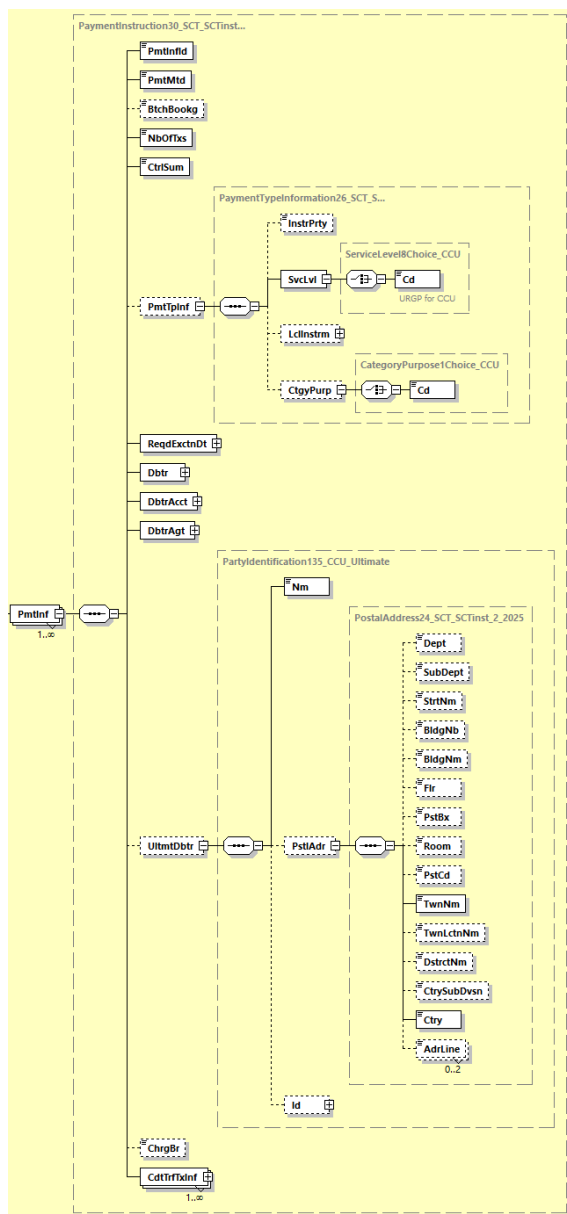 PaymentInstruction30_SCT_SCTinst...
PmtInfId
PmtMtd
BtchBookg
NbOfTxs
CtrlSum
PaymentTypeInformation26_SCT_S...
InstrPrty
ServiceLevel8Choice_CCU
SvcLvl
Cd
URGP for CCU
PmtTpInf
LclInstrm
CategoryPurpose1Choice_CCU
CtgyPurp
Cd
ReqdExctnDt
Dbtr
DbtrAcct
DbtrAgt
PartyIdentification135_CCU_Ultimate
Nm
PmtInf
1..∞
PostalAddress24_SCT_SCTinst_2_2025
Dept
SubDept
StrtNm
BldgNb
BldgNm
Flr
PstBx
UltmtDbtr
PstlAdr
Room
PstCd
TwnNm
TwnLctnNm
DstrctNm
CtrySubDvsn
Ctry
AdrLine
0..2
Id
ChrgBr
CdtTrfTxInf
1..∞